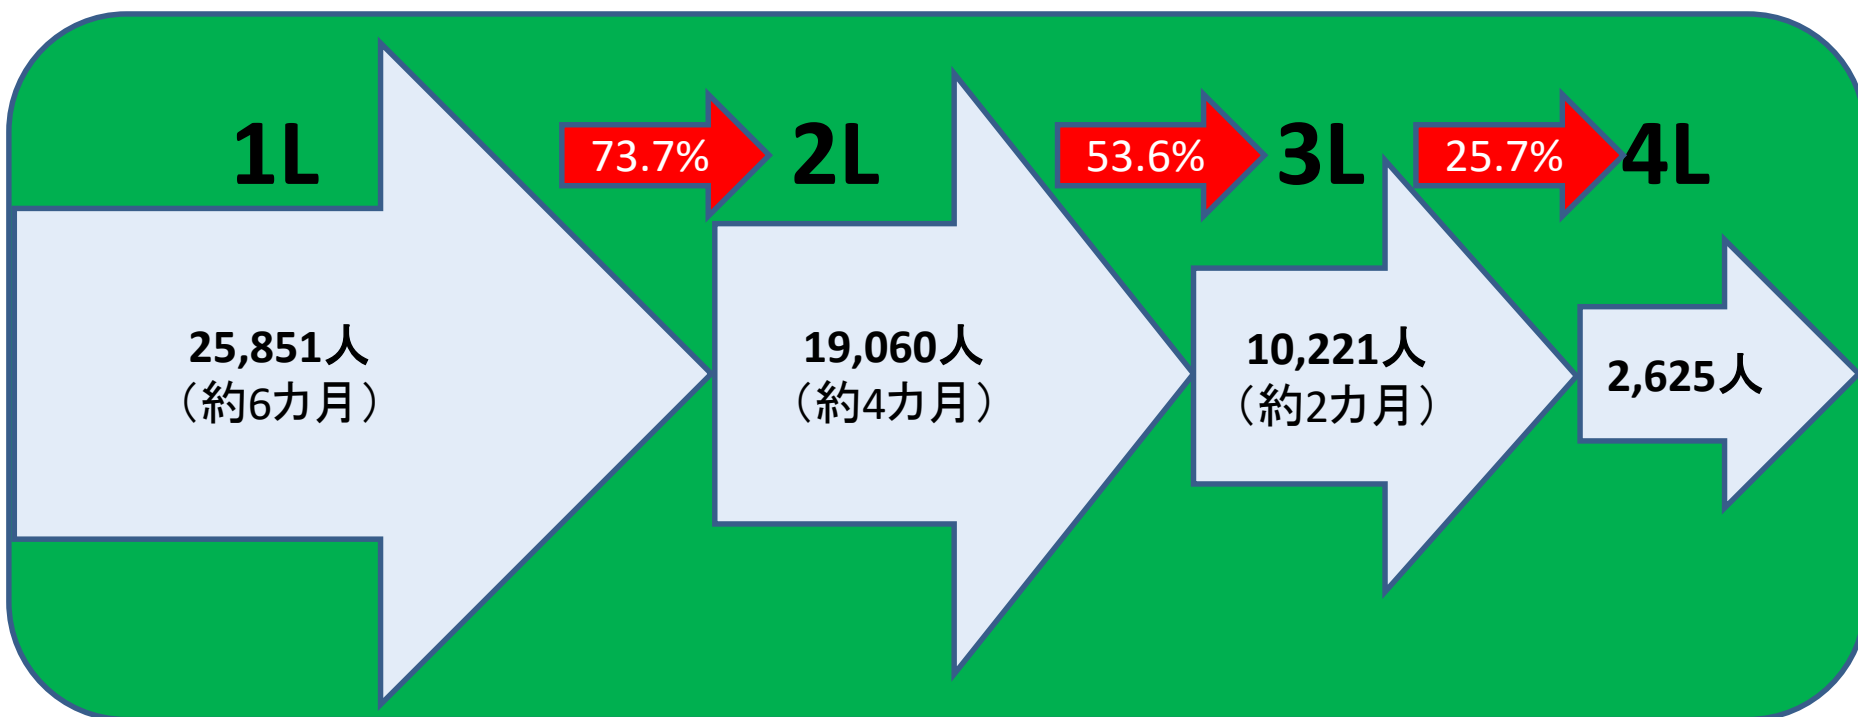 1L
73.7%
2L
53.6%
3L
25.7%
4L
25,851人
（約6カ月）
19,060人
（約4カ月）
10,221人
（約2カ月）
2,625人